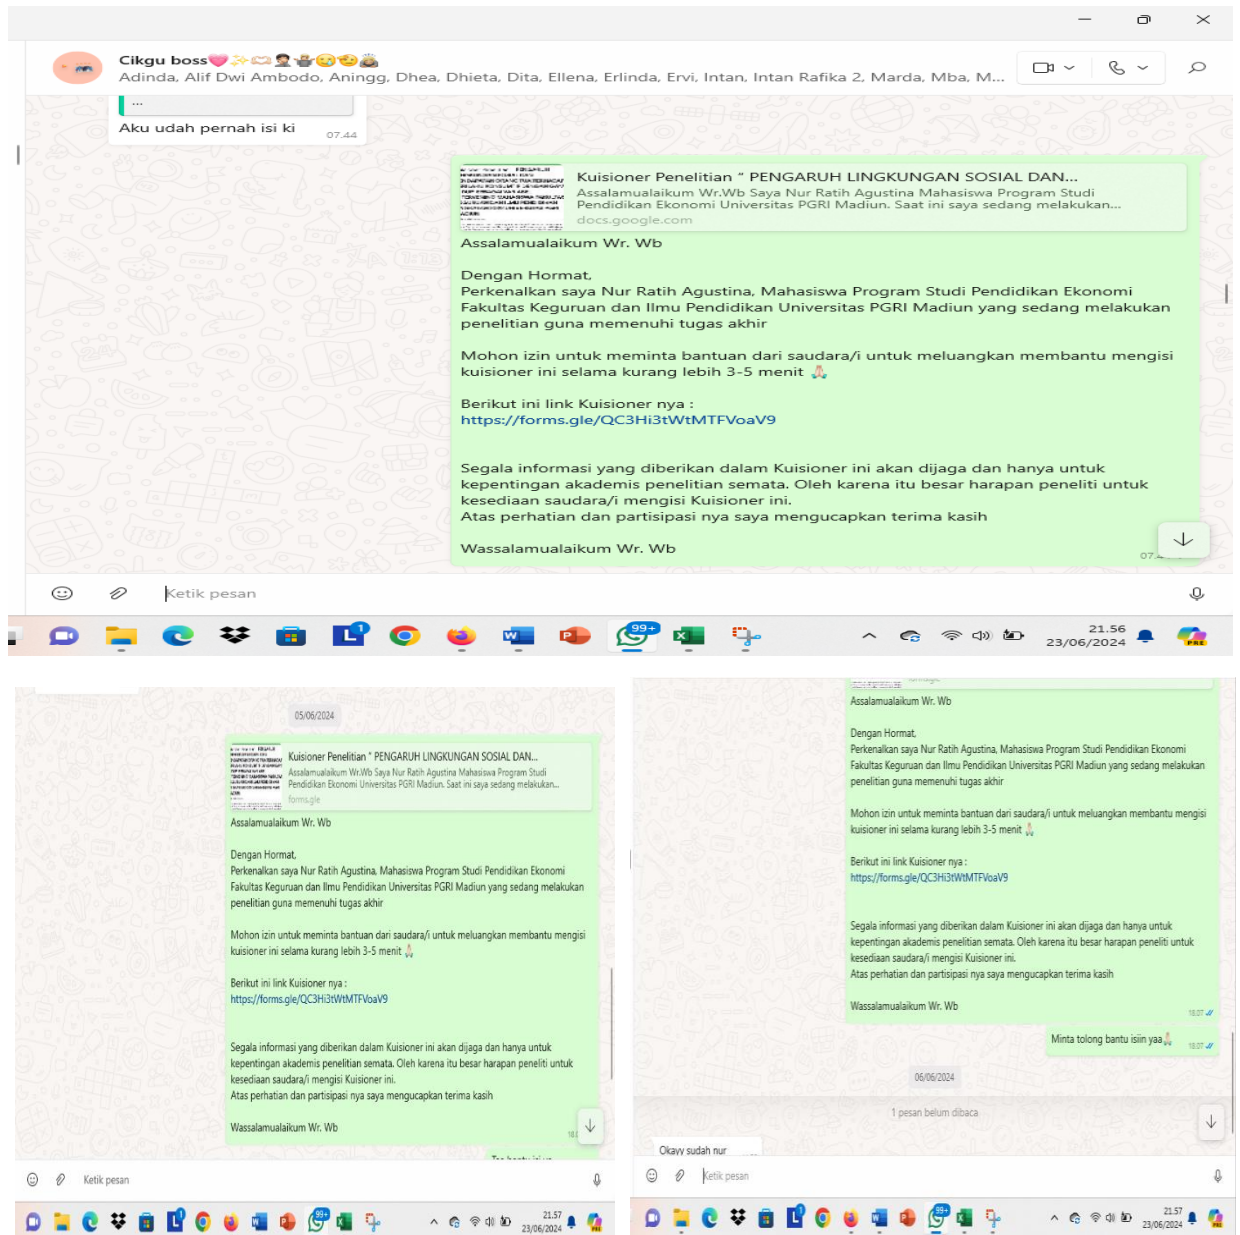 Cikgu boss
Adinda, Alif Dwi Ambodo, Aningg, Dhea, Dhieta, Dita, Ellena, Erlinda, Ervi, Intan, Intan Rafika 2, Marda, Mba, M...
...
Aku udah pernah isi ki
07.44
Kuisioner Penelitian “ PENGARUH LINGKUNGAN SOSIAL DAN...
Assalamualaikum Wr.Wb Saya Nur Ratih Agustina Mahasiswa Program Studi
Pendidikan Ekonomi Universitas PGRI Madiun. Saat ini saya sedang melakukan...
docs.google.com
Assalamualaikum Wr. Wb
Dengan Hormat,
Perkenalkan saya Nur Ratih Agustina, Mahasiswa Program Studi Pendidikan Ekonomi
Fakultas Keguruan dan Ilmu Pendidikan Universitas PGRI Madiun yang sedang melakukan
penelitian guna memenuhi tugas akhir
Mohon izin untuk meminta bantuan dari saudara/i untuk meluangkan membantu mengisi
kuisioner ini selama kurang lebih 3-5 menit 🙏🏻
Berikut ini link Kuisioner nya :
https://forms.gle/QC3Hi3tWtMTFVoaV9
Segala informasi yang diberikan dalam Kuisioner ini akan dijaga dan hanya untuk
kepentingan akademis penelitian semata. Oleh karena itu besar harapan peneliti untuk
kesediaan saudara/i mengisi Kuisioner ini.
Atas perhatian dan partisipasi nya saya mengucapkan terima kasih
Wassalamualaikum Wr. Wb
Ketik pesan
99+
1
21.56
23/06/2024
PRE
05/06/2024
Kuisioner Penelitian “ PENGARUH LINGKUNGAN SOSIAL DAN...
Assalamualaikum Wr.Wb Saya Nur Ratih Agustina Mahasiswa Program Studi
Pendidikan Ekonomi Universitas PGRI Madiun. Saat ini saya sedang melakukan...
forms.gle
Assalamualaikum Wr. Wb
Dengan Hormat,
Perkenalkan saya Nur Ratih Agustina, Mahasiswa Program Studi Pendidikan Ekonomi
Fakultas Keguruan dan Ilmu Pendidikan Universitas PGRI Madiun yang sedang melakukan
penelitian guna memenuhi tugas akhir
Mohon izin untuk meminta bantuan dari saudara/i untuk meluangkan membantu mengisi
kuisioner ini selama kurang lebih 3-5 menit 🙏🏻
Berikut ini link Kuisioner nya :
https://forms.gle/QC3Hi3tWtMTFVoaV9
Segala informasi yang diberikan dalam Kuisioner ini akan dijaga dan hanya untuk
kepentingan akademis penelitian semata. Oleh karena itu besar harapan peneliti untuk
kesediaan saudara/i mengisi Kuisioner ini.
Atas perhatian dan partisipasi nya saya mengucapkan terima kasih
Wassalamualaikum Wr. Wb
Ketik pesan
99+
21.57
23/06/2024
Assalamualaikum Wr. Wb
Dengan Hormat,
Perkenalkan saya Nur Ratih Agustina, Mahasiswa Program Studi Pendidikan Ekonomi
Fakultas Keguruan dan Ilmu Pendidikan Universitas PGRI Madiun yang sedang melakukan
penelitian guna memenuhi tugas akhir
Mohon izin untuk meminta bantuan dari saudara/i untuk meluangkan membantu mengisi
kuisioner ini selama kurang lebih 3-5 menit 🙏🏻
Berikut ini link Kuisioner nya :
https://forms.gle/QC3Hi3tWtMTFVoaV9
Segala informasi yang diberikan dalam Kuisioner ini akan dijaga dan hanya untuk
kepentingan akademis penelitian semata. Oleh karena itu besar harapan peneliti untuk
kesediaan saudara/i mengisi Kuisioner ini.
Atas perhatian dan partisipasi nya saya mengucapkan terima kasih
Wassalamualaikum Wr. Wb
18.07
Minta tolong bantu isiin yaa🙏🏻
18.07
06/06/2024
1 pesan belum dibaca
Okayy sudah nur
Ketik pesan
99+
21.57
23/06/2024